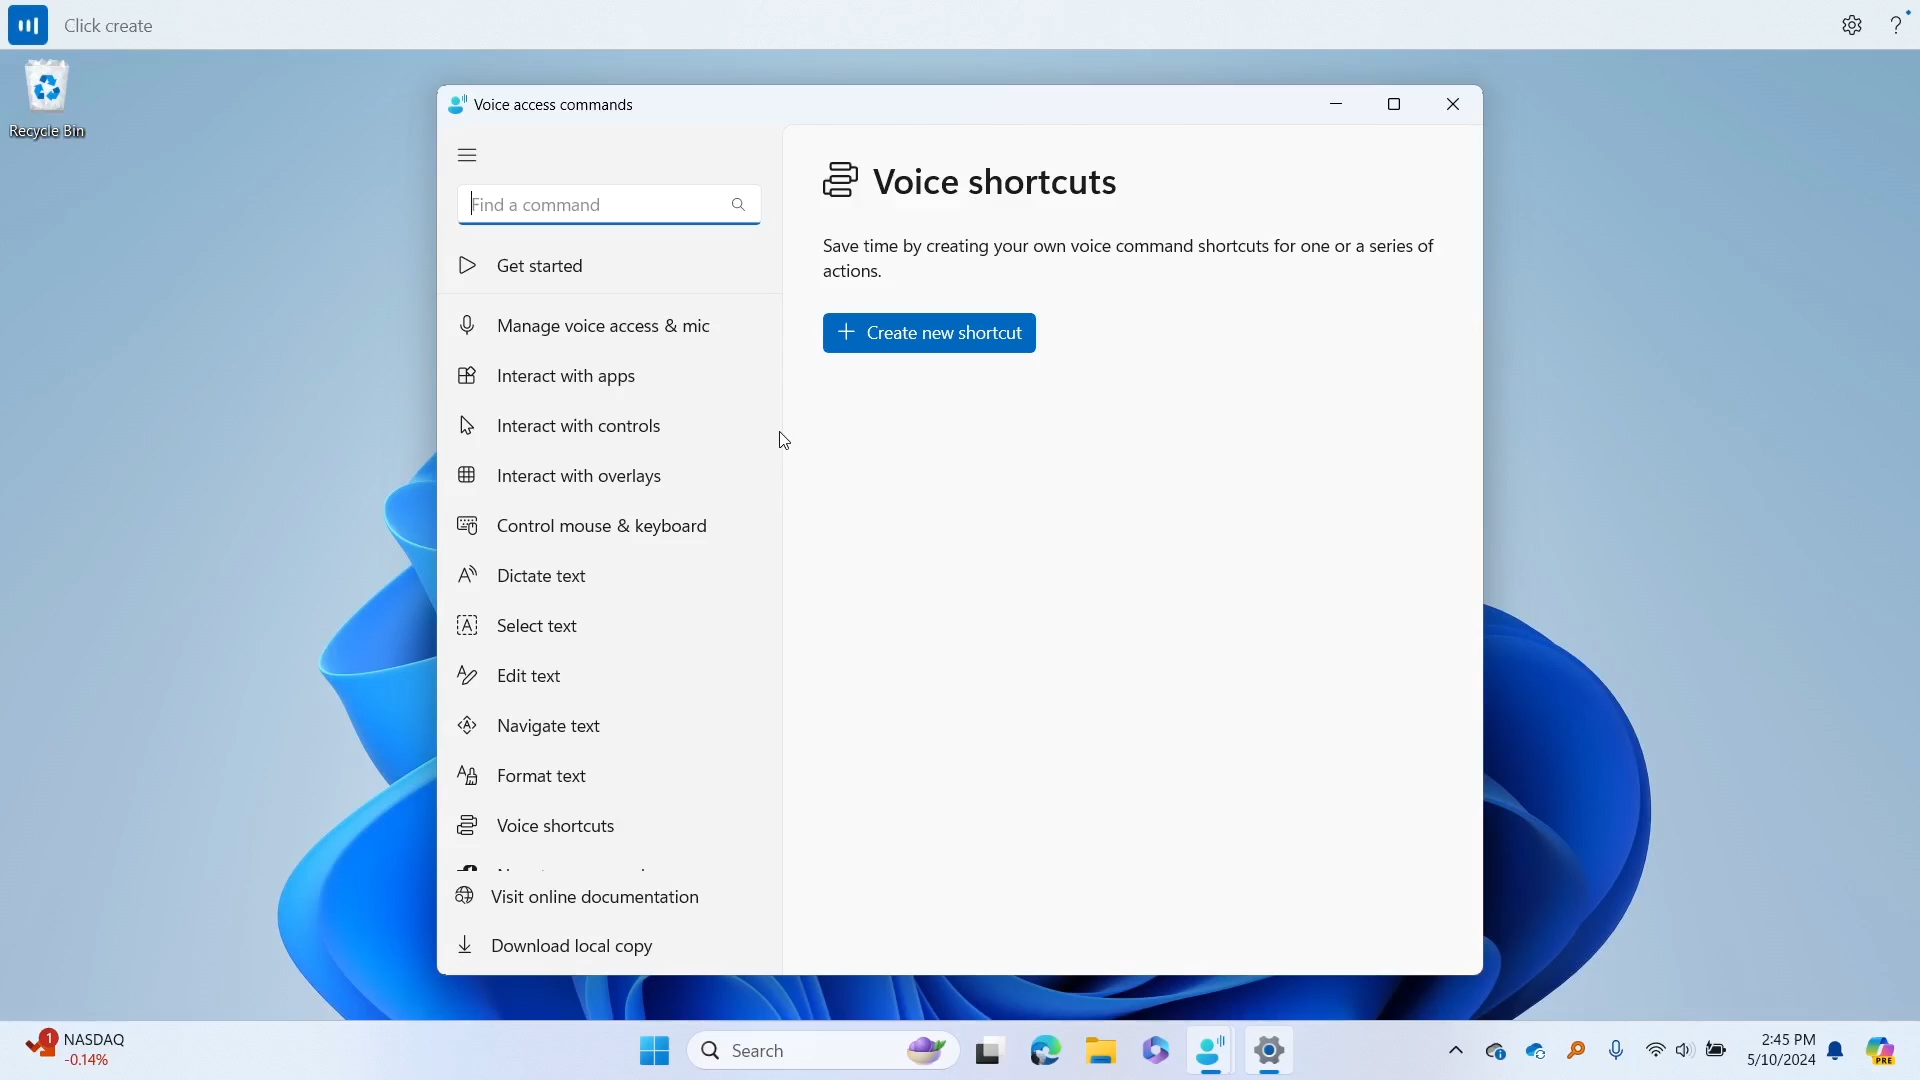 Click create
?
Recycle Bin
Voice access commands
Find a command
Get started
Manage voice access & mic
Interact with apps
Interact with controls
Interact with overlays
Control mouse & keyboard
Dictate text
Select text
Edit text
Navigate text
Format text
Voice shortcuts
Visit online documentation
Download local copy
Voice shortcuts
Save time by creating your own voice command shortcuts for one or a series of
actions.
Create new shortcut
1
NASDAQ
-0.14%
Search
2:45 PM
5/10/2024
PRE